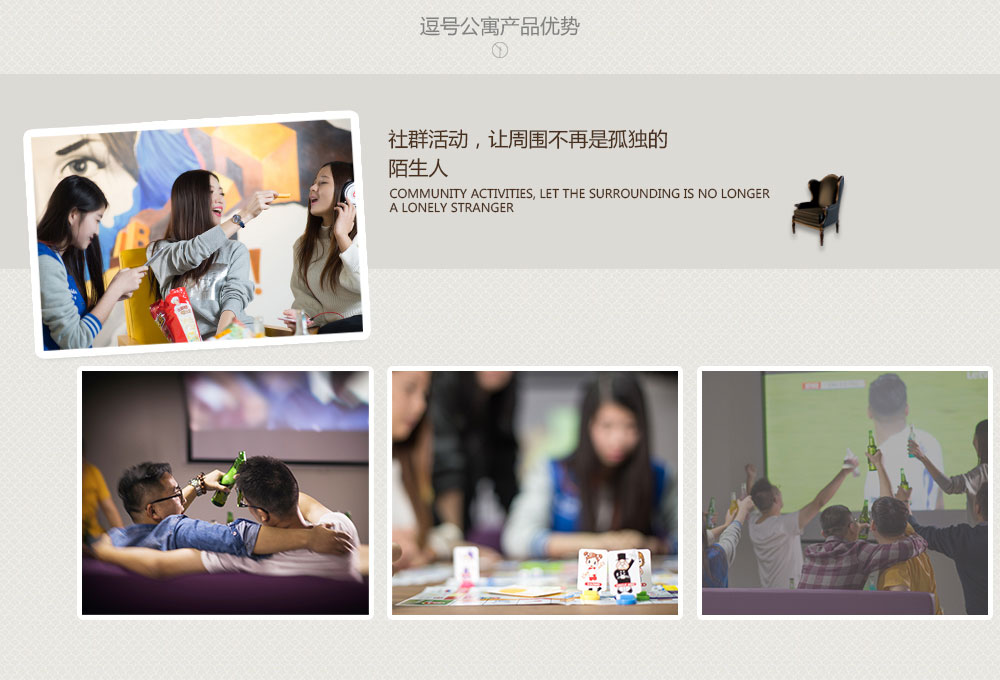 逗号公寓产品优势
社群活动，让周围不再是孤独的
陌生人
COMMUNITY ACTIVITIES, LET THE SURROUNDING IS NO LONGER
A LONELY STRANGER